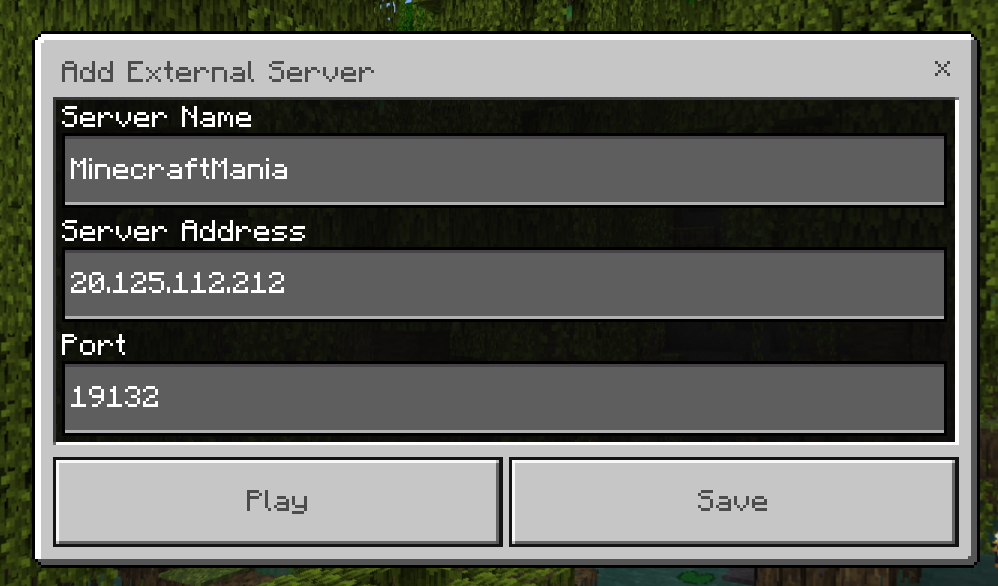 Add External Server
Server Name
MinecraftMania
Server Address
20.125.112.212
Port
19132
Play
Save